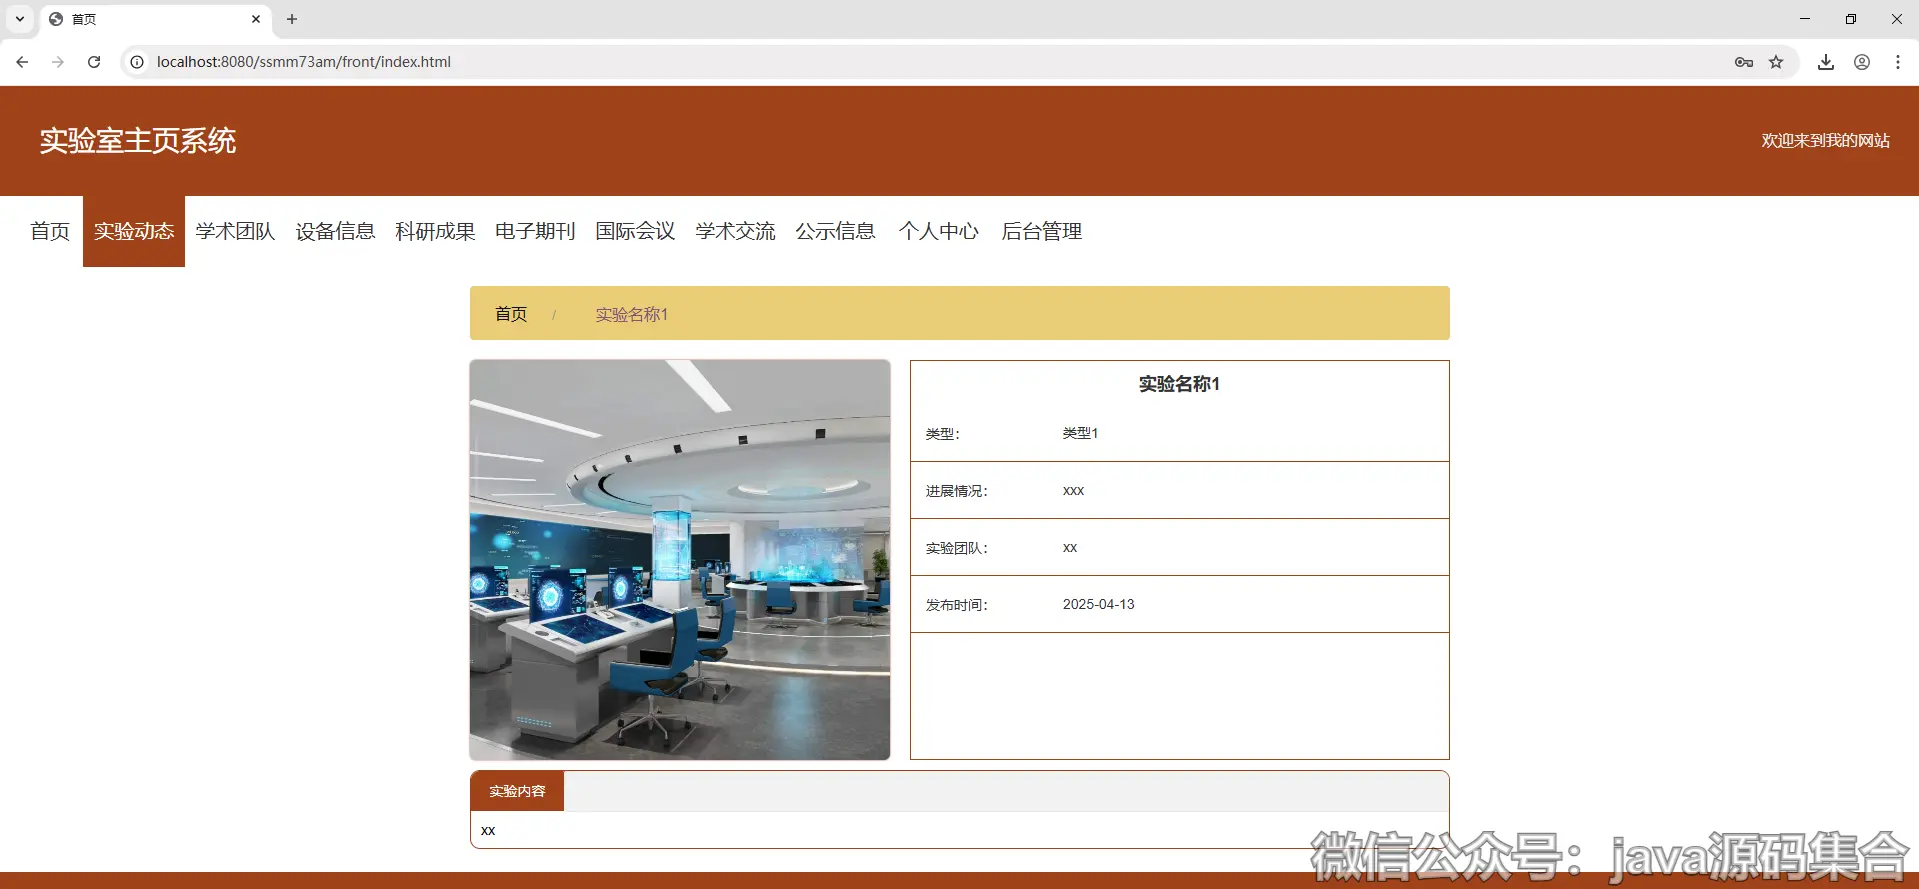 首页
localhost:8080/ssmm73am/front/index.html
实验室主页系统
欢迎来到我的网站
首页 实验动态 学术团队 设备信息 科研成果 电子期刊 国际会议 学术交流 公示信息 个人中心 后台管理
首页 / 实验名称1
实验名称1
类型: 类型1
进展情况: xxx
实验团队: xx
发布时间: 2025-04-13
实验内容
xx
微信公众号：java源码集合